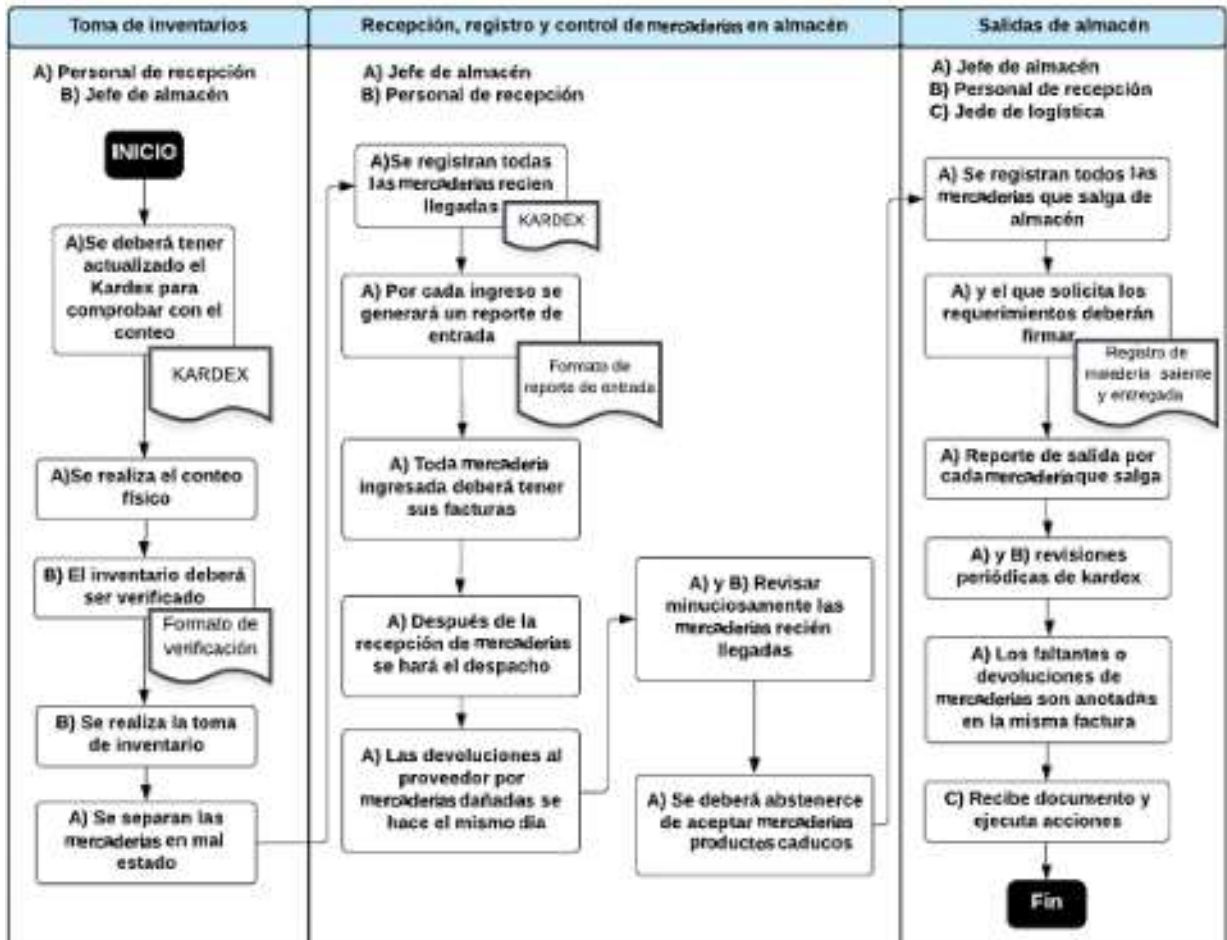 Toma de inventarios
A) Personal de recepción
B) Jefe de almacén
INICIO
A)Se deberá tener
actualizado el
Kardex para
comprobar con el
conteo
KARDEX
A)Se realiza el conteo
físico
B) El inventario deberá
ser verificado
Formato de
verificación
B) Se realiza la toma
de inventario
A) Se separan las
mercaderias en mal
estado
Recepción, registro y control de mercaderias en almacén
A) Jefe de almacén
B) Personal de recepción
A)Se registran todas
las mercaderias recien
llegadas
KARDEX
A) Por cada ingreso se
generará un reporte de
entrada
Formato de
reporte de entrada
A) Toda mercaderia
ingresada deberá tener
sus facturas
A) Después de la
recepción de mercaderias
se hará el despacho
A) Las devoluciones al
proveedor por
mercaderias dañadas se
hace el mismo dia
A) y B) Revisar
minuciosamente las
mercaderias recién
llegadas
A) Se deberá abstenerce
de aceptar mercaderias
productos caducos
Salidas de almacén
A) Jefe de almacén
B) Personal de recepción
C) Jede de logística
A) Se registran todos las
mercaderias que salga de
almacén
A) y el que solicita los
requerimientos deberán
firmar
Registro de
saliente
y entregada
A) Reporte de salida por
cada mercaderia que salga
A) y B) revisiones
periódicas de kardex
A) Los faltantes o
devoluciones de
mercaderias son anotadas
en la misma factura
C) Recibe documento y
ejecuta acciones
Fin